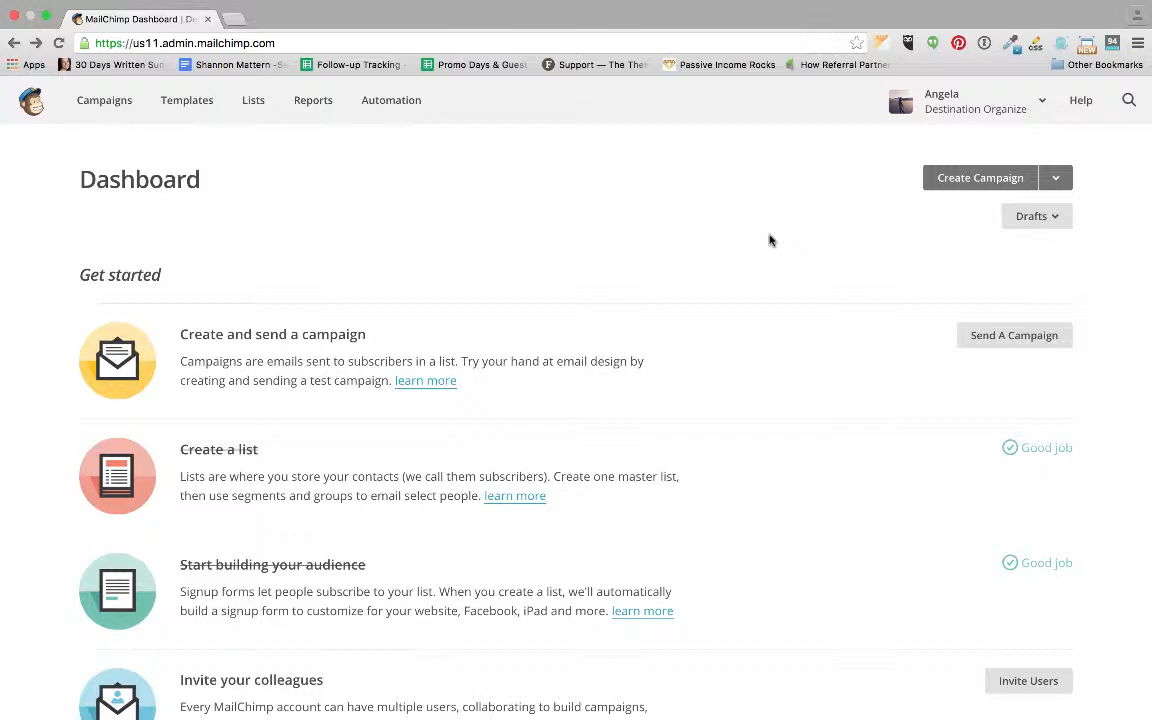 MailChimp Dashboard | De
https://us11.admin.mailchimp.com
94
NEW
css
Apps
30 Days Written Sum
Shannon Mattern -S
Follow-up Tracking -
Promo Days & Guest
Support — The Them
Passive Income Rocks
How Referral Partner
Other Bookmarks
Campaigns
Templates
Lists
Reports
Automation
Angela
Destination Organize
Help
Dashboard
Create Campaign
Drafts
Get started
Create and send a campaign
Send A Campaign
Campaigns are emails sent to subscribers in a list. Try your hand at email design by
creating and sending a test campaign. learn more
Create a list
Good job
Lists are where you store your contacts (we call them subscribers). Create one master list,
then use segments and groups to email select people. learn more
Start building your audience
Good job
Signup forms let people subscribe to your list. When you create a list, we'll automatically
build a signup form to customize for your website, Facebook, iPad and more. learn more
Invite your colleagues
Invite Users
Every MailChimp account can have multiple users, collaborating to build campaigns,